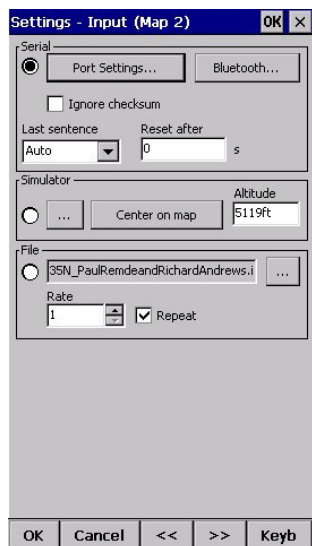 Settings - Input (Map 2) OK ×
Serial
Port Settings... Bluetooth...
Ignore checksum
Last sentence Reset after
Auto 0 s
Simulator
Altitude
... Center on map 5119ft
File
35N_PaulRemdeandRichardAndrews.i ...
Rate
1 Repeat
OK Cancel << >> Keyb